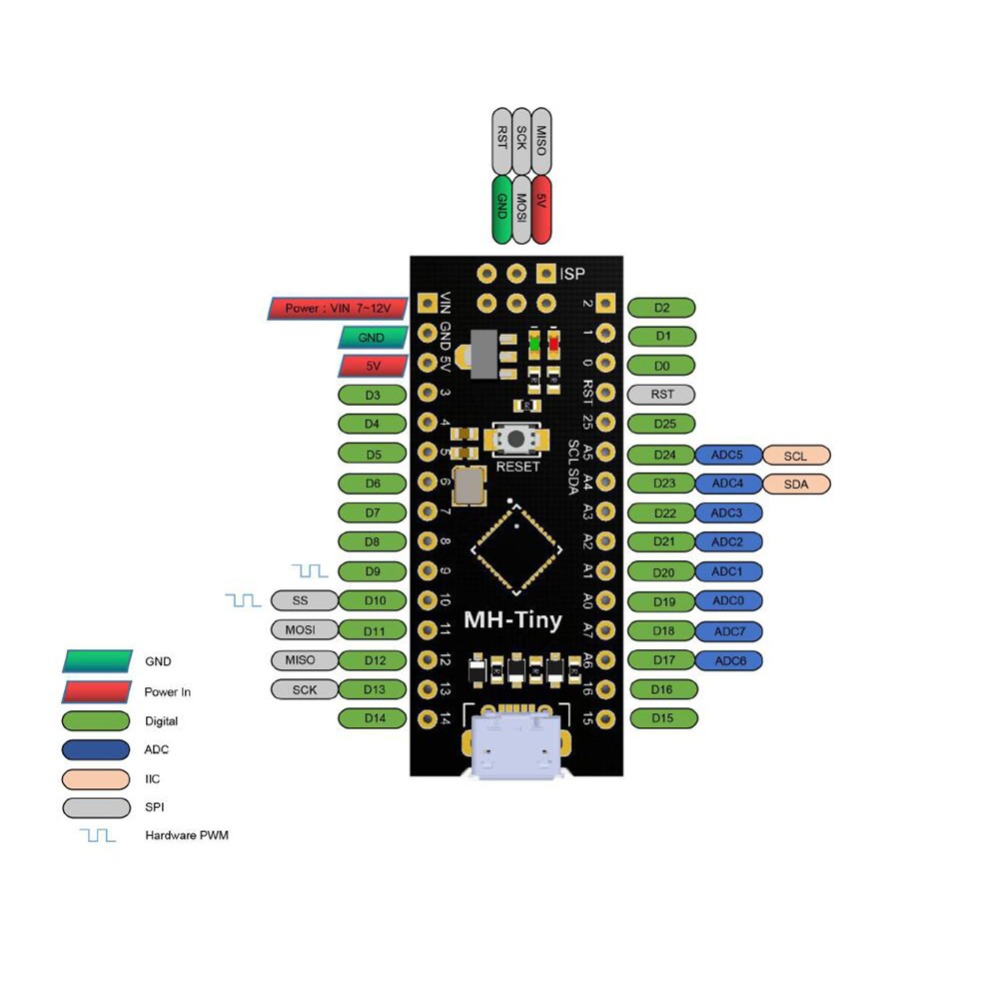 RST SCK MISO
GND MOSI 5V
ISP
Power : VIN 7~12V VIN 2 D2
GND GND 1 D1
5V 5V 0 D0
D3 3 RST RST
D4 4 25 D25
D5 5 A5 SCL D24 ADC5 SCL
RESET
D6 6 A4 SDA D23 ADC4 SDA
D7 7 A3 D22 ADC3
D8 8 A2 D21 ADC2
D9 9 A1 D20 ADC1
SS D10 10 A0 D19 ADC0
MH-Tiny
MOSI D11 11 A7 D18 ADC7
MISO D12 12 A6 D17 ADC6
SCK D13 13 16 D16
D14 14 15 D15
GND
Power In
Digital
ADC
IIC
SPI
Hardware PWM